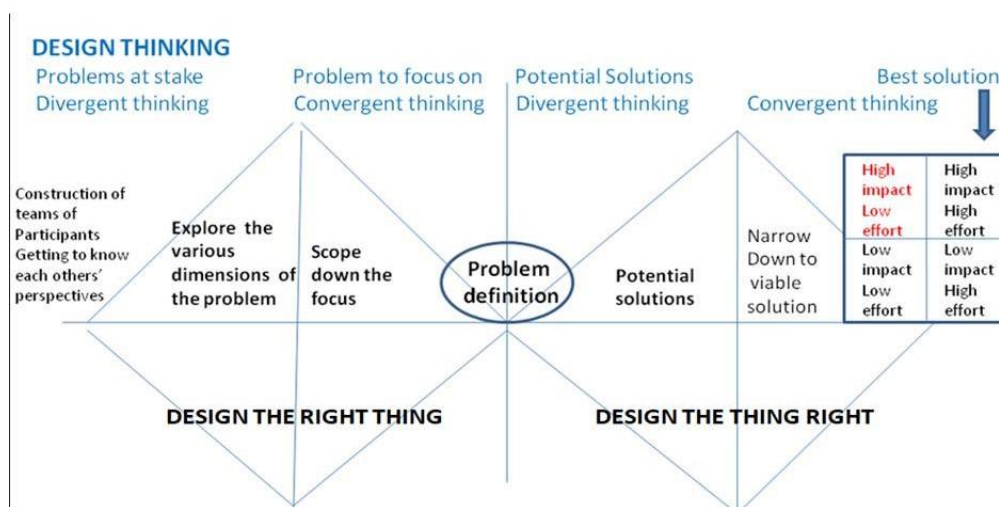 DESIGN THINKING
Problems at stake
Divergent thinking
Problem to focus on
Convergent thinking
Potential Solutions
Divergent thinking
Best solution
Convergent thinking
Construction of
teams of
Participants
Getting to know
each others'
perspectives
Explore the
various
dimensions of
the problem
Scope
down the
focus
Problem
definition
Potential
solutions
Narrow
Down to
viable
solution
High
impact
Low
effort
High
impact
High
effort
Low
impact
Low
effort
Low
impact
High
effort
DESIGN THE RIGHT THING
DESIGN THE THING RIGHT